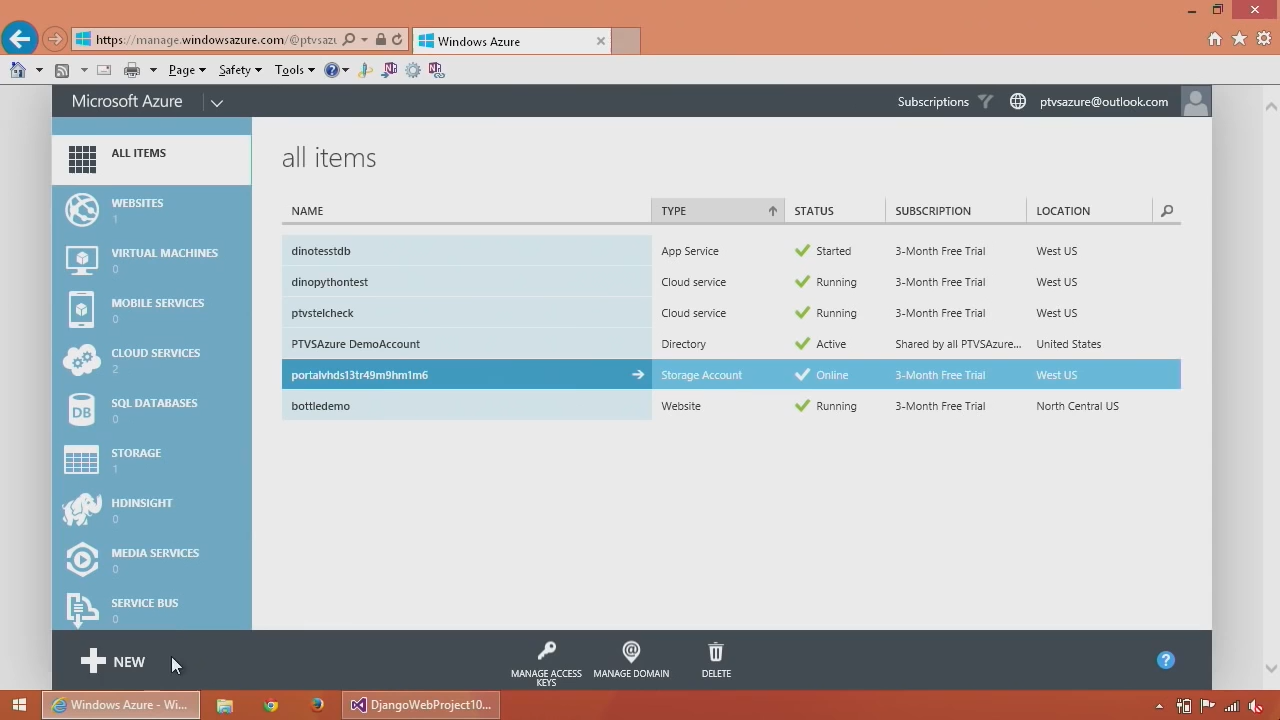 https://manage.windowsazure.com/@ptvsazu
Windows Azure
Page
Safety
Tools
Microsoft Azure
Subscriptions
ptvsazure@outlook.com
ALL ITEMS
WEBSITES
1
VIRTUAL MACHINES
0
MOBILE SERVICES
0
CLOUD SERVICES
2
DB
SQL DATABASES
0
STORAGE
1
HDINSIGHT
0
MEDIA SERVICES
0
SERVICE BUS
0
all items
NAME TYPE STATUS SUBSCRIPTION LOCATION
dinotesstdb App Service Started 3-Month Free Trial West US
dinopythontest Cloud service Running 3-Month Free Trial West US
ptvstelcheck Cloud service Running 3-Month Free Trial West US
PTVSAzure DemoAccount Directory Active Shared by all PTVSAzure... United States
portalvhds13tr49m9hm1m6 Storage Account Online 3-Month Free Trial West US
bottledemo Website Running 3-Month Free Trial North Central US
NEW
MANAGE ACCESS
KEYS
MANAGE DOMAIN
DELETE
?
Windows Azure - Wi...
DjangoWebProject10...